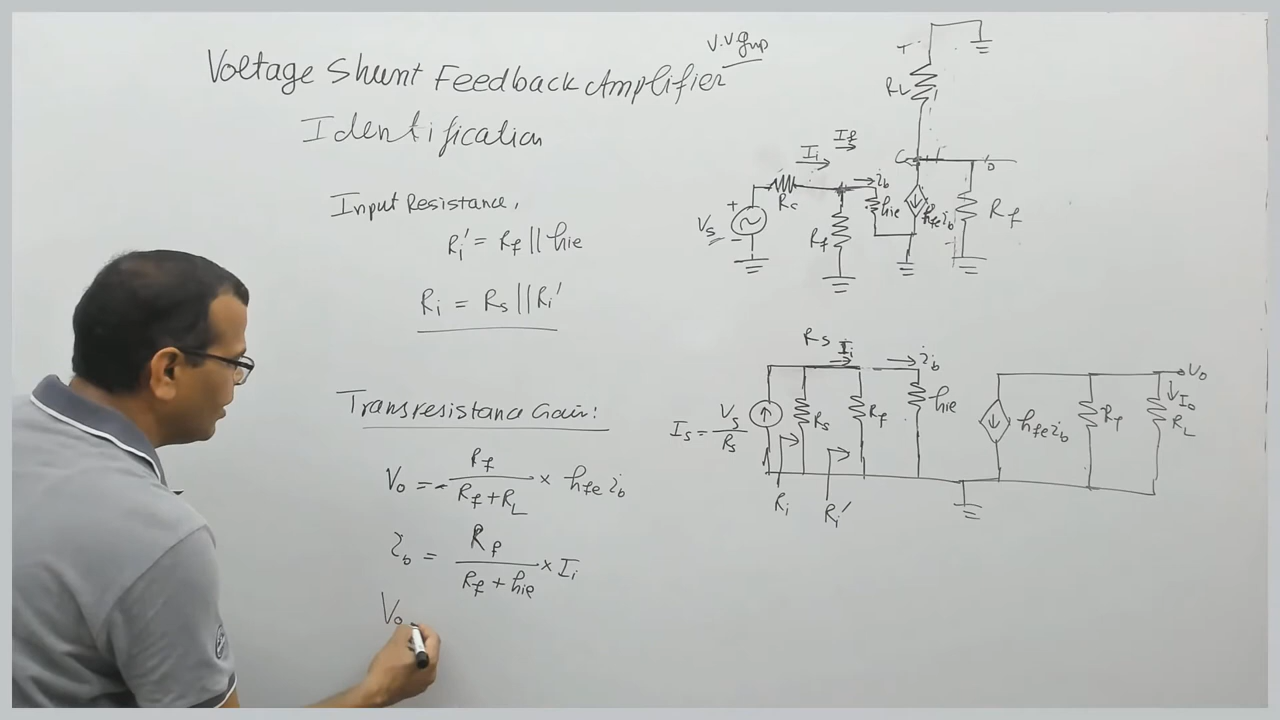 Voltage Shunt Feedback Amplifier
V.V gnp
Identification
Input Resistance,
Ri' = Rf || hie
Ri = Rs || Ri'
Transresistance Gain:
Vo = - Rf / (Rf + RL) × hfe ib
ib = Rf / (Rf + hie) × Ii
Vo
RL
If
Ii
ib
C
Vs
+
-
Rf
hie
hfe ib
Rf
Rs
Ii
ib
Vo
Io
Is = Vs / Rs
Rs
Rf
hie
hfe ib
Rf
RL
Ri
Ri'